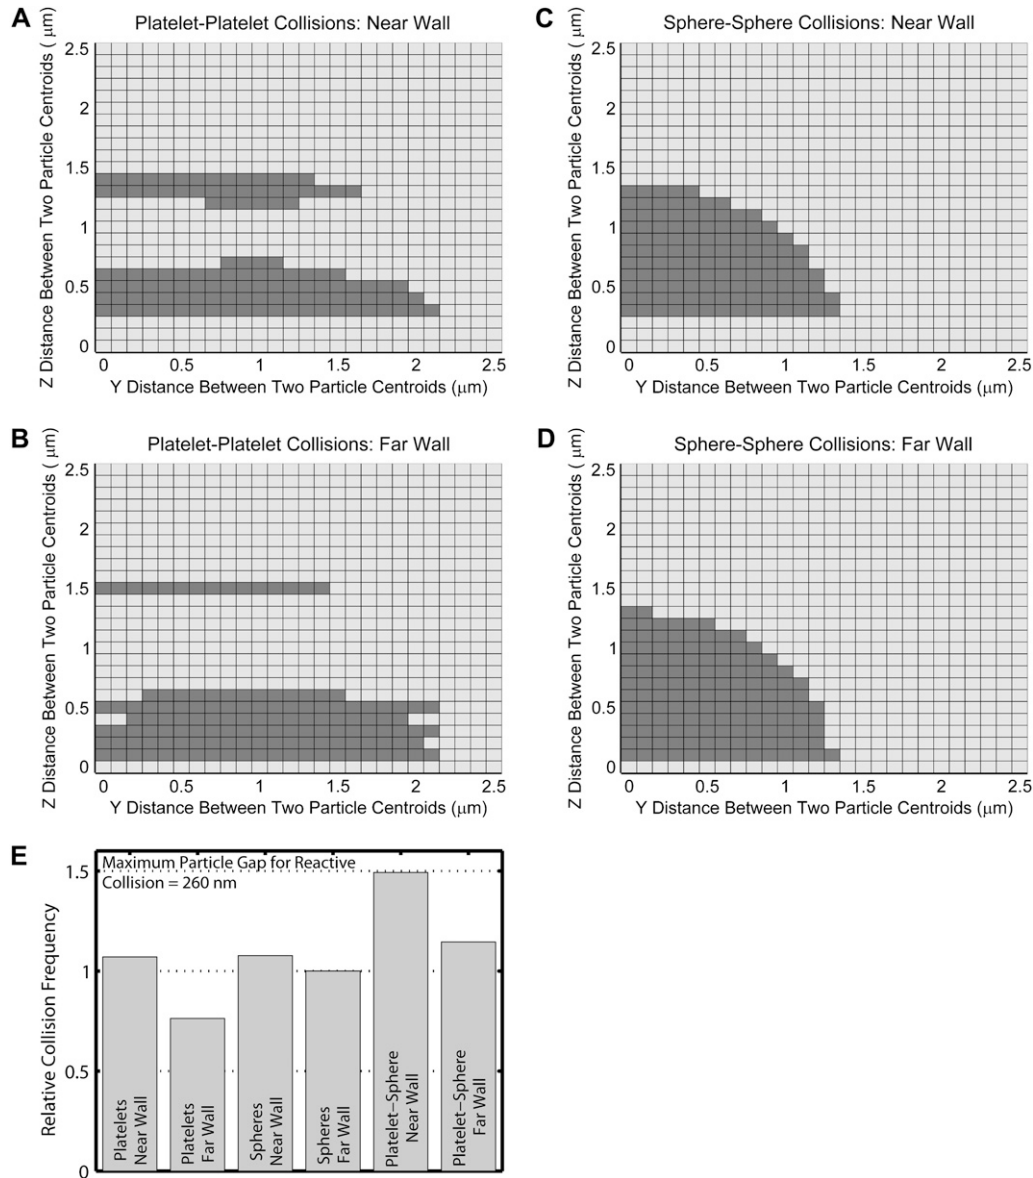 A
Platelet-Platelet Collisions: Near Wall
Z Distance Between Two Particle Centroids ( μm)
2.5
2
1.5
1
0.5
0
0 0.5 1 1.5 2 2.5
Y Distance Between Two Particle Centroids (μm)
C
Sphere-Sphere Collisions: Near Wall
Z Distance Between Two Particle Centroids ( μm)
2.5
2
1.5
1
0.5
0
0 0.5 1 1.5 2 2.5
Y Distance Between Two Particle Centroids (μm)
B
Platelet-Platelet Collisions: Far Wall
Z Distance Between Two Particle Centroids ( μm)
2.5
2
1.5
1
0.5
0
0 0.5 1 1.5 2 2.5
Y Distance Between Two Particle Centroids (μm)
D
Sphere-Sphere Collisions: Far Wall
Z Distance Between Two Particle Centroids ( μm)
2.5
2
1.5
1
0.5
0
0 0.5 1 1.5 2 2.5
Y Distance Between Two Particle Centroids (μm)
E
Relative Collision Frequency
1.5
1
0.5
0
Maximum Particle Gap for Reactive
Collision = 260 nm
Platelets
Near Wall
Platelets
Far Wall
Spheres
Near Wall
Spheres
Far Wall
Platelet–Sphere
Near Wall
Platelet–Sphere
Far Wall